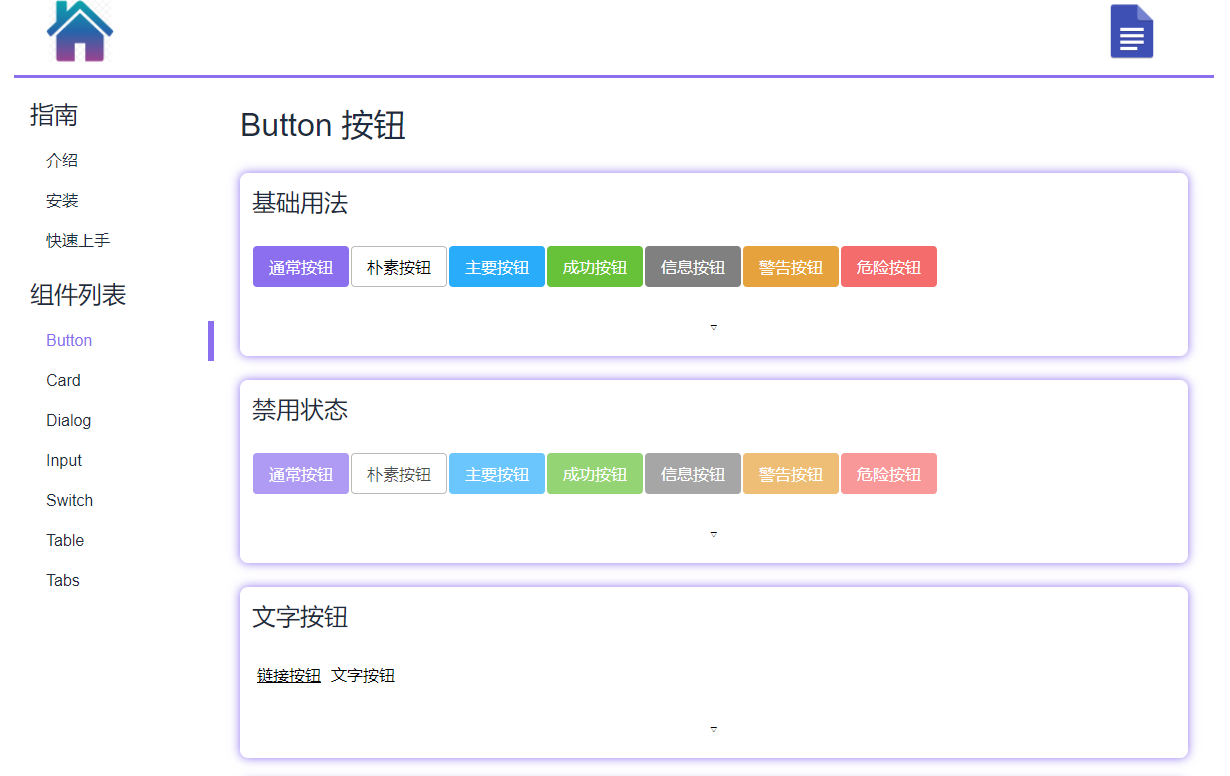 指南
介绍
安装
快速上手
组件列表
Button
Card
Dialog
Input
Switch
Table
Tabs
Button 按钮
基础用法
通常按钮 朴素按钮 主要按钮 成功按钮 信息按钮 警告按钮 危险按钮
禁用状态
通常按钮 朴素按钮 主要按钮 成功按钮 信息按钮 警告按钮 危险按钮
文字按钮
链接按钮 文字按钮